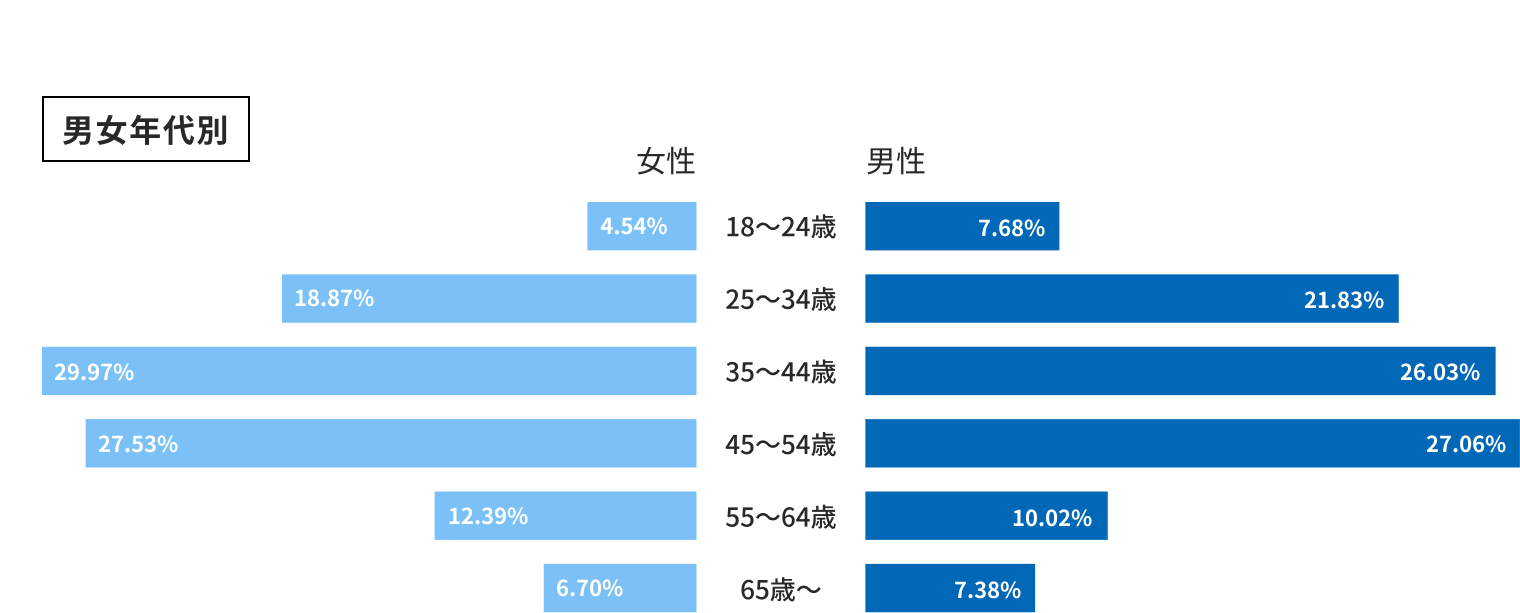 男女年代別
女性 男性
4.54% 18〜24歳 7.68%
18.87% 25〜34歳 21.83%
29.97% 35〜44歳 26.03%
27.53% 45〜54歳 27.06%
12.39% 55〜64歳 10.02%
6.70% 65歳〜 7.38%